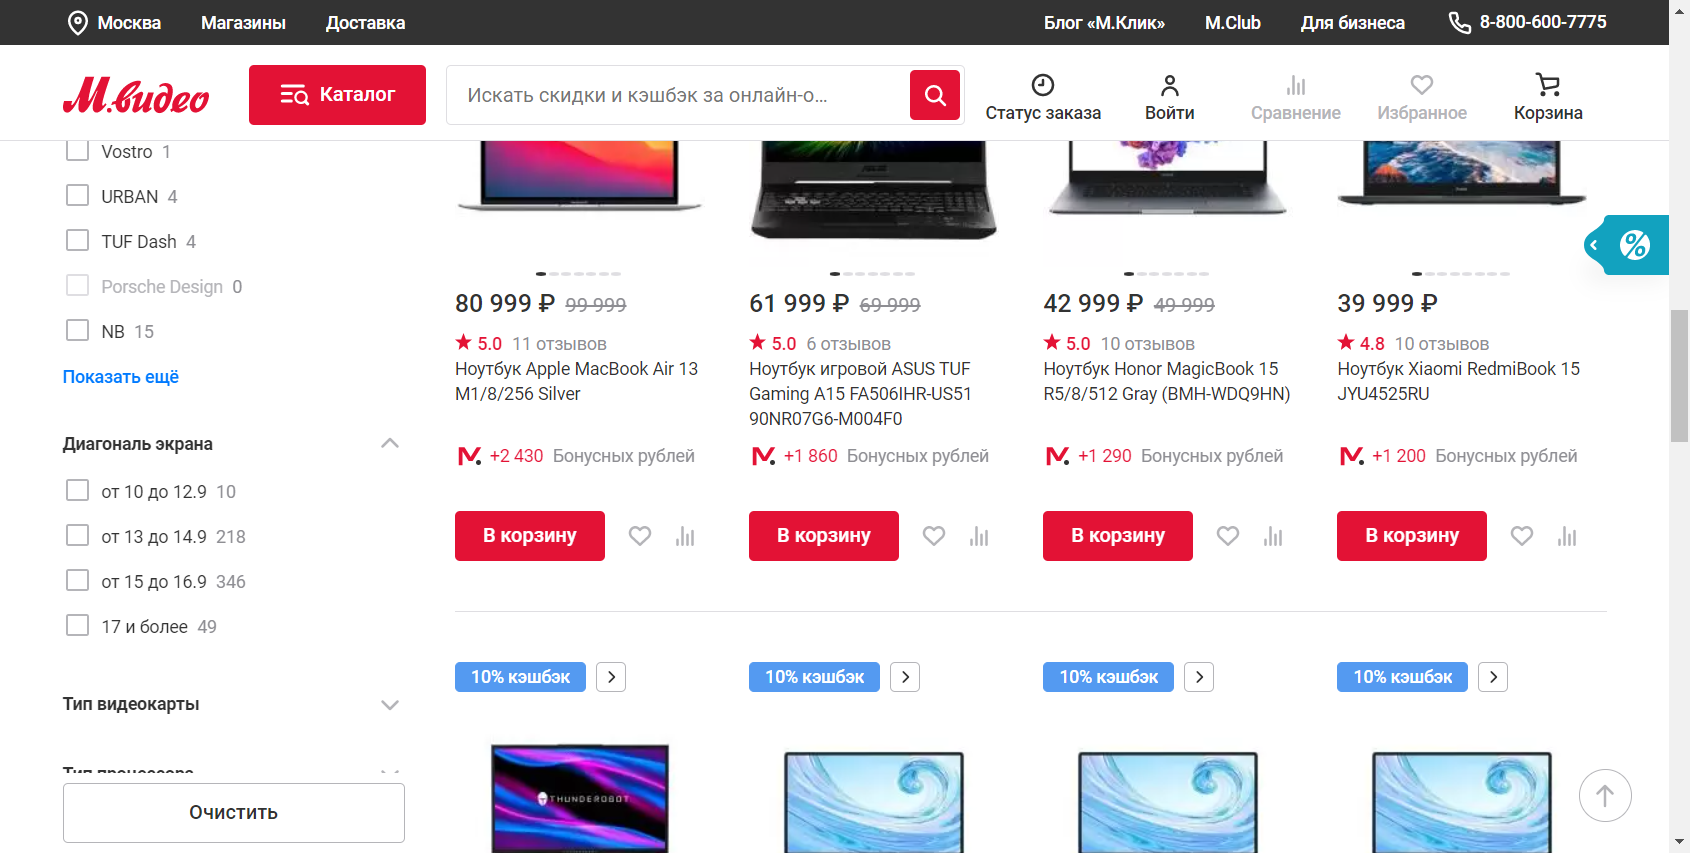 Москва Магазины Доставка Блог «М.Клик» M.Club Для бизнеса 8-800-600-7775
М.видео Каталог Искать скидки и кэшбэк за онлайн-о... Статус заказа Войти Сравнение Избранное Корзина
Vostro 1
URBAN 4
TUF Dash 4
Porsche Design 0
NB 15
Показать ещё
Диагональ экрана
от 10 до 12.9 10
от 13 до 14.9 218
от 15 до 16.9 346
17 и более 49
Тип видеокарты
Тип процессора
Очистить
80 999 ₽ 99 999
5.0 11 отзывов
Ноутбук Apple MacBook Air 13
M1/8/256 Silver
+2 430 Бонусных рублей
В корзину
61 999 ₽ 69 999
5.0 6 отзывов
Ноутбук игровой ASUS TUF
Gaming A15 FA506IHR-US51
90NR07G6-M004F0
+1 860 Бонусных рублей
В корзину
42 999 ₽ 49 999
5.0 10 отзывов
Ноутбук Honor MagicBook 15
R5/8/512 Gray (BMH-WDQ9HN)
+1 290 Бонусных рублей
В корзину
39 999 ₽
4.8 10 отзывов
Ноутбук Xiaomi RedmiBook 15
JYU4525RU
+1 200 Бонусных рублей
В корзину
%
10% кэшбэк
10% кэшбэк
10% кэшбэк
10% кэшбэк
THUNDEROBOT